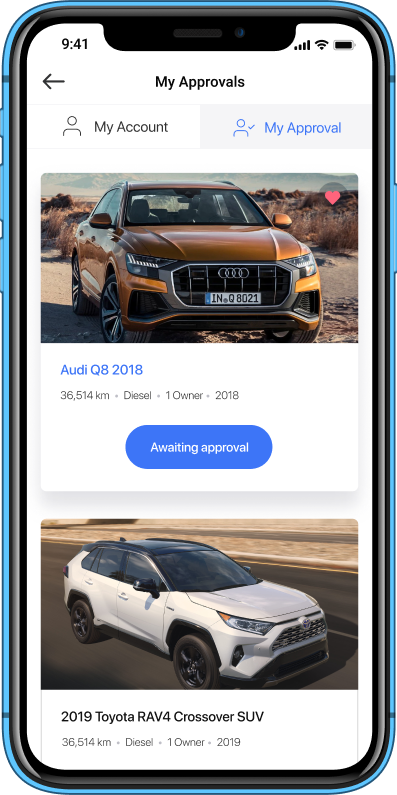 9:41
My Approvals
My Account
My Approval
IN Q 8021
Audi Q8 2018
36,514 km • Diesel • 1 Owner • 2018
Awaiting approval
2019 Toyota RAV4 Crossover SUV
36,514 km • Diesel • 1 Owner • 2019